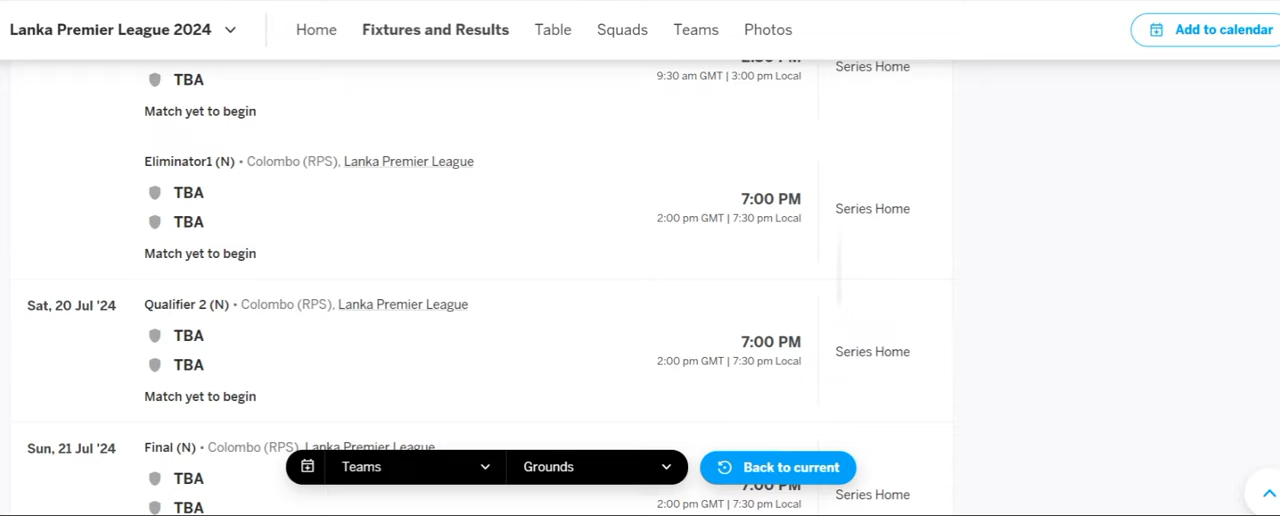 Lanka Premier League 2024
Home
Fixtures and Results
Table
Squads
Teams
Photos
Add to calendar
TBA
9:30 am GMT | 3:00 pm Local
Series Home
Match yet to begin
Eliminator1 (N) • Colombo (RPS), Lanka Premier League
TBA
TBA
7:00 PM
2:00 pm GMT | 7:30 pm Local
Series Home
Match yet to begin
Sat, 20 Jul '24
Qualifier 2 (N) • Colombo (RPS), Lanka Premier League
TBA
TBA
7:00 PM
2:00 pm GMT | 7:30 pm Local
Series Home
Match yet to begin
Sun, 21 Jul '24
Final (N) • Colombo (RPS), Lanka Premier League
Teams
Grounds
Back to current
TBA
TBA
7:00 PM
2:00 pm GMT | 7:30 pm Local
Series Home